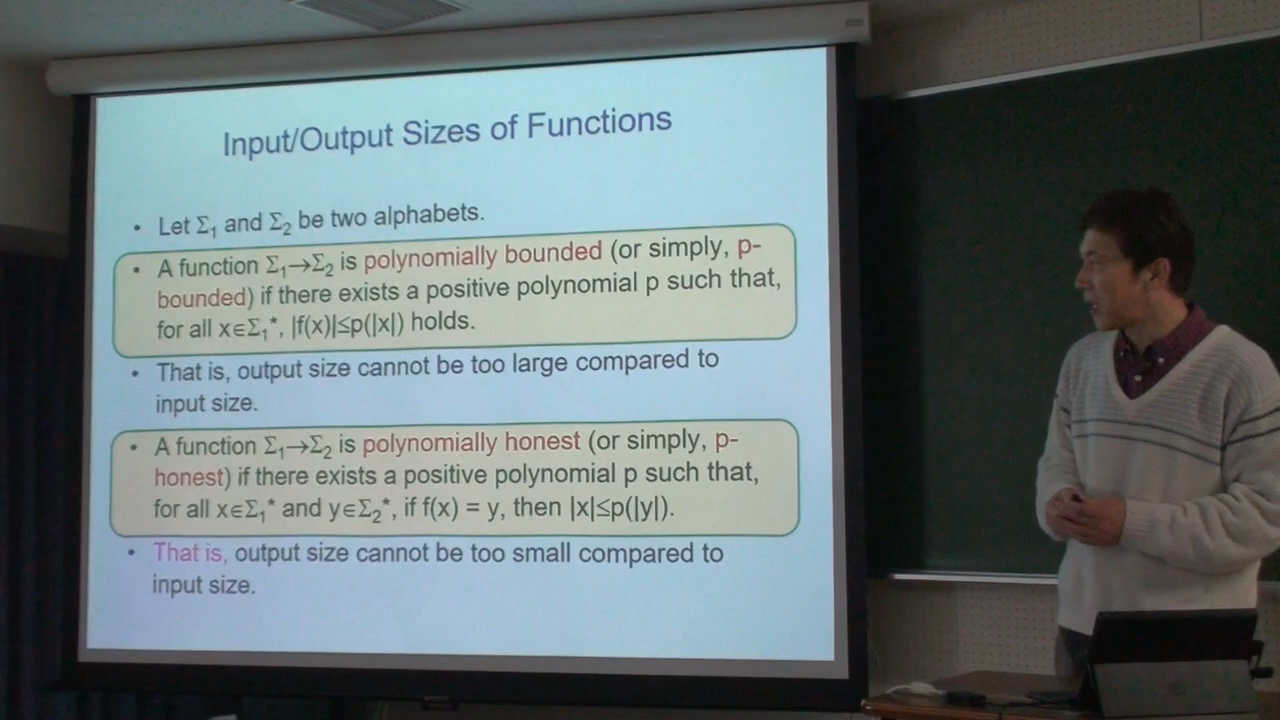 Input/Output Sizes of Functions
• Let Σ₁ and Σ₂ be two alphabets.
• A function Σ₁→Σ₂ is polynomially bounded (or simply, p-
bounded) if there exists a positive polynomial p such that,
for all x∈Σ₁*, |f(x)|≤p(|x|) holds.
• That is, output size cannot be too large compared to
input size.
• A function Σ₁→Σ₂ is polynomially honest (or simply, p-
honest) if there exists a positive polynomial p such that,
for all x∈Σ₁* and y∈Σ₂*, if f(x) = y, then |x|≤p(|y|).
• That is, output size cannot be too small compared to
input size.